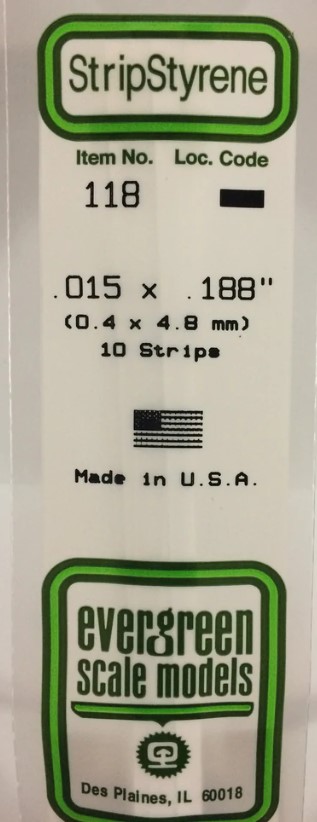 StripStyrene
Item No. Loc. Code
118
.015 x .188"
(0.4 x 4.8 mm)
10 Strips
Made in U.S.A.
evergreen
scale models
Des Plaines, IL 60018